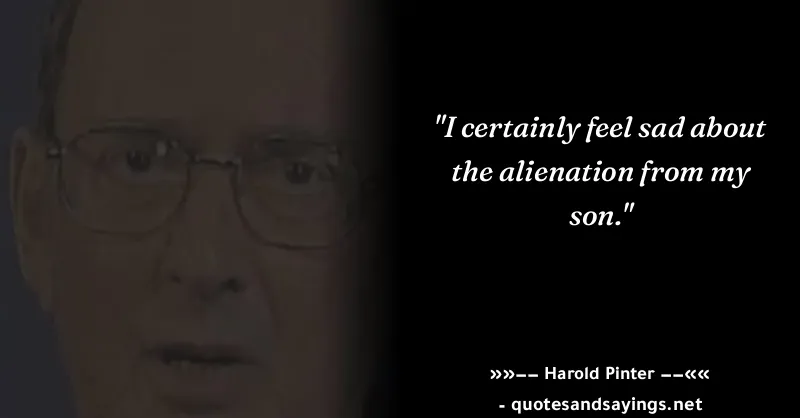 "I certainly feel sad about
the alienation from my
son."
»»—— Harold Pinter ——««
- quotesandsayings.net